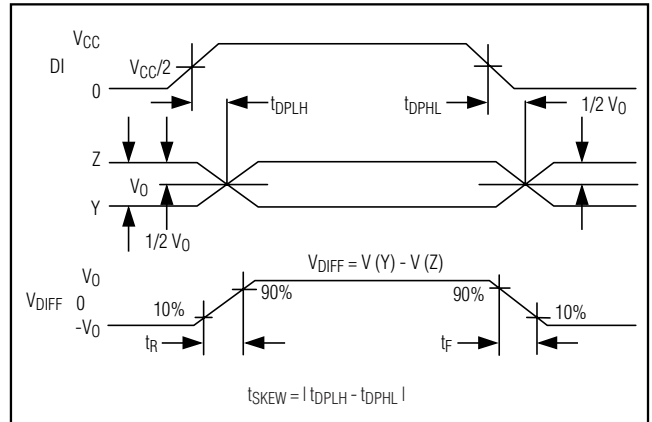 VCC
DI
VCC/2
0
tDPLH
tDPHL
1/2 VO
Z
VO
Y
1/2 VO
VDIFF = V (Y) - V (Z)
VO
VDIFF 0
-VO
10%
90%
90%
10%
tR
tF
tSKEW = | tDPLH - tDPHL |